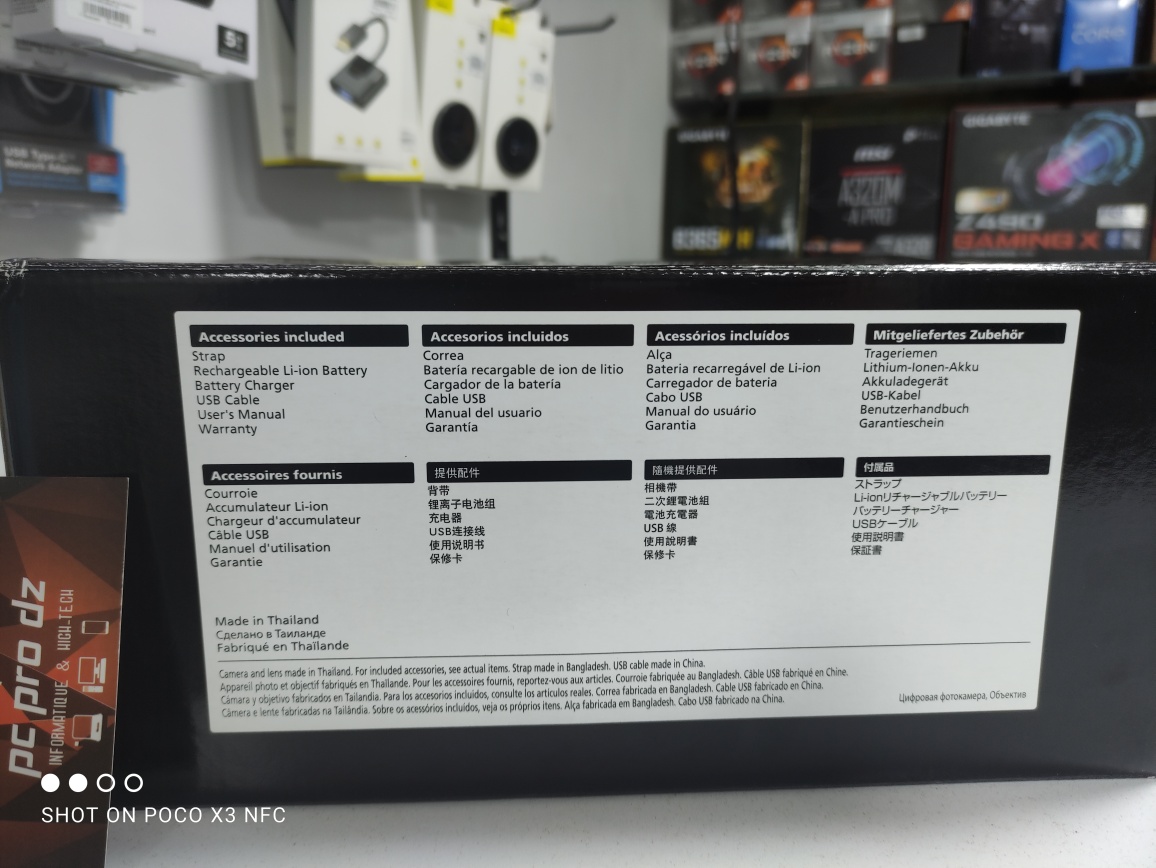 5
USB Type-C
Network Adapter
RYZEN
RYZEN
RYZEN
CORE
GIGABYTE
msi
A320M
-A PRO
GIGABYTE
Z490
GAMING X
Accessories included
Strap
Rechargeable Li-ion Battery
Battery Charger
USB Cable
User's Manual
Warranty
Accesorios incluidos
Correa
Batería recargable de ion de litio
Cargador de la batería
Cable USB
Manual del usuario
Garantía
Acessórios incluídos
Alça
Bateria recarregável de Li-ion
Carregador de bateria
Cabo USB
Manual do usuário
Garantia
Mitgeliefertes Zubehör
Trageriemen
Lithium-Ionen-Akku
Akkuladegerät
USB-Kabel
Benutzerhandbuch
Garantieschein
Accessoires fournis
Courroie
Accumulateur Li-ion
Chargeur d'accumulateur
Câble USB
Manuel d'utilisation
Garantie
提供配件
背带
锂离子电池组
充电器
USB连接线
使用说明书
保修卡
隨機提供配件
相機帶
二次鋰電池組
電池充電器
USB 線
使用說明書
保修卡
付属品
ストラップ
Li-ionリチャージャブルバッテリー
バッテリーチャージャー
USBケーブル
使用説明書
保証書
Made in Thailand
Сделано в Таиланде
Fabriqué en Thaïlande
Camera and lens made in Thailand. For included accessories, see actual items. Strap made in Bangladesh. USB cable made in China.
Appareil photo et objectif fabriqués en Thaïlande. Pour les accessoires fournis, reportez-vous aux articles. Courroie fabriquée au Bangladesh. Câble USB fabriqué en Chine.
Cámara y objetivo fabricados en Tailandia. Para los accesorios incluidos, consulte los artículos reales. Correa fabricada en Bangladesh. Cable USB fabricado en China.
Câmera e lente fabricadas na Tailândia. Sobre os acessórios incluídos, veja os próprios itens. Alça fabricada em Bangladesh. Cabo USB fabricado na China.
Цифровая фотокамера, Объектив
pc pro dz
INFORMATIQUE & HIGH-TECH
SHOT ON POCO X3 NFC